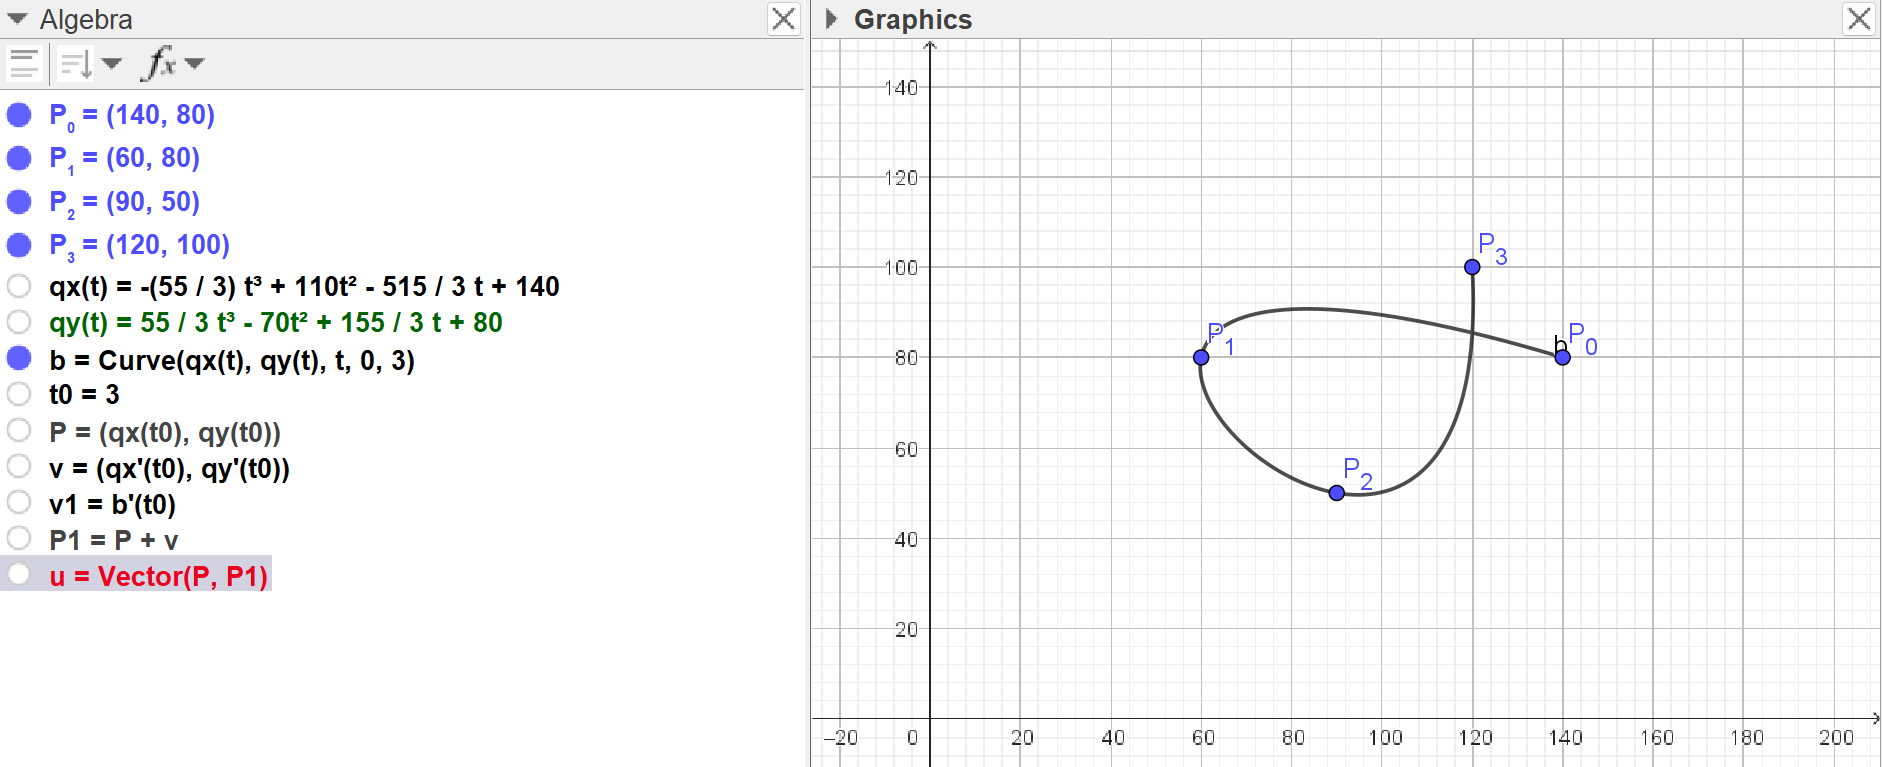 Algebra
Graphics
fx
P₀ = (140, 80)
P₁ = (60, 80)
P₂ = (90, 50)
P₃ = (120, 100)
qx(t) = -(55 / 3) t³ + 110t² - 515 / 3 t + 140
qy(t) = 55 / 3 t³ - 70t² + 155 / 3 t + 80
b = Curve(qx(t), qy(t), t, 0, 3)
t0 = 3
P = (qx(t0), qy(t0))
v = (qx'(t0), qy'(t0))
v1 = b'(t0)
P1 = P + v
u = Vector(P, P1)
140
120
100
80
60
40
20
P₃
P₁
b P₀
P₂
–20 0 20 40 60 80 100 120 140 160 180 200